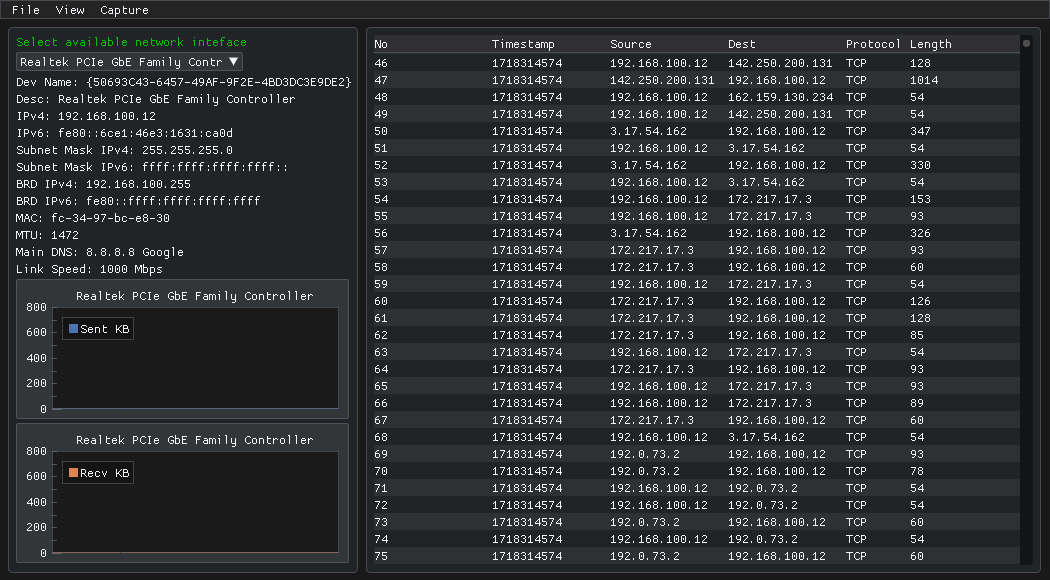 File View Capture
Select available network inteface
Realtek PCIe GbE Family Contr ▼
Dev Name: {50693C43-6457-49AF-9F2E-4BD3DC3E9DE2}
Desc: Realtek PCIe GbE Family Controller
IPv4: 192.168.100.12
IPv6: fe80::6ce1:46e3:1631:ca0d
Subnet Mask IPv4: 255.255.255.0
Subnet Mask IPv6: ffff:ffff:ffff:ffff::
BRD IPv4: 192.168.100.255
BRD IPv6: fe80::ffff:ffff:ffff:ffff
MAC: fc-34-97-bc-e8-30
MTU: 1472
Main DNS: 8.8.8.8 Google
Link Speed: 1000 Mbps
Realtek PCIe GbE Family Controller
800
Sent KB
600
400
200
0
Realtek PCIe GbE Family Controller
800
Recv KB
600
400
200
0
No Timestamp Source Dest Protocol Length
46 1718314574 192.168.100.12 142.250.200.131 TCP 128
47 1718314574 142.250.200.131 192.168.100.12 TCP 1014
48 1718314574 192.168.100.12 162.159.130.234 TCP 54
49 1718314574 192.168.100.12 142.250.200.131 TCP 54
50 1718314574 3.17.54.162 192.168.100.12 TCP 347
51 1718314574 192.168.100.12 3.17.54.162 TCP 54
52 1718314574 3.17.54.162 192.168.100.12 TCP 330
53 1718314574 192.168.100.12 3.17.54.162 TCP 54
54 1718314574 192.168.100.12 172.217.17.3 TCP 153
55 1718314574 192.168.100.12 172.217.17.3 TCP 93
56 1718314574 3.17.54.162 192.168.100.12 TCP 326
57 1718314574 172.217.17.3 192.168.100.12 TCP 93
58 1718314574 172.217.17.3 192.168.100.12 TCP 60
59 1718314574 192.168.100.12 172.217.17.3 TCP 54
60 1718314574 172.217.17.3 192.168.100.12 TCP 126
61 1718314574 172.217.17.3 192.168.100.12 TCP 128
62 1718314574 172.217.17.3 192.168.100.12 TCP 85
63 1718314574 192.168.100.12 172.217.17.3 TCP 54
64 1718314574 172.217.17.3 192.168.100.12 TCP 93
65 1718314574 192.168.100.12 172.217.17.3 TCP 93
66 1718314574 192.168.100.12 172.217.17.3 TCP 89
67 1718314574 172.217.17.3 192.168.100.12 TCP 60
68 1718314574 192.168.100.12 3.17.54.162 TCP 54
69 1718314574 192.0.73.2 192.168.100.12 TCP 93
70 1718314574 192.0.73.2 192.168.100.12 TCP 78
71 1718314574 192.168.100.12 192.0.73.2 TCP 54
72 1718314574 192.168.100.12 192.0.73.2 TCP 54
73 1718314574 192.0.73.2 192.168.100.12 TCP 60
74 1718314574 192.168.100.12 192.0.73.2 TCP 54
75 1718314574 192.0.73.2 192.168.100.12 TCP 60